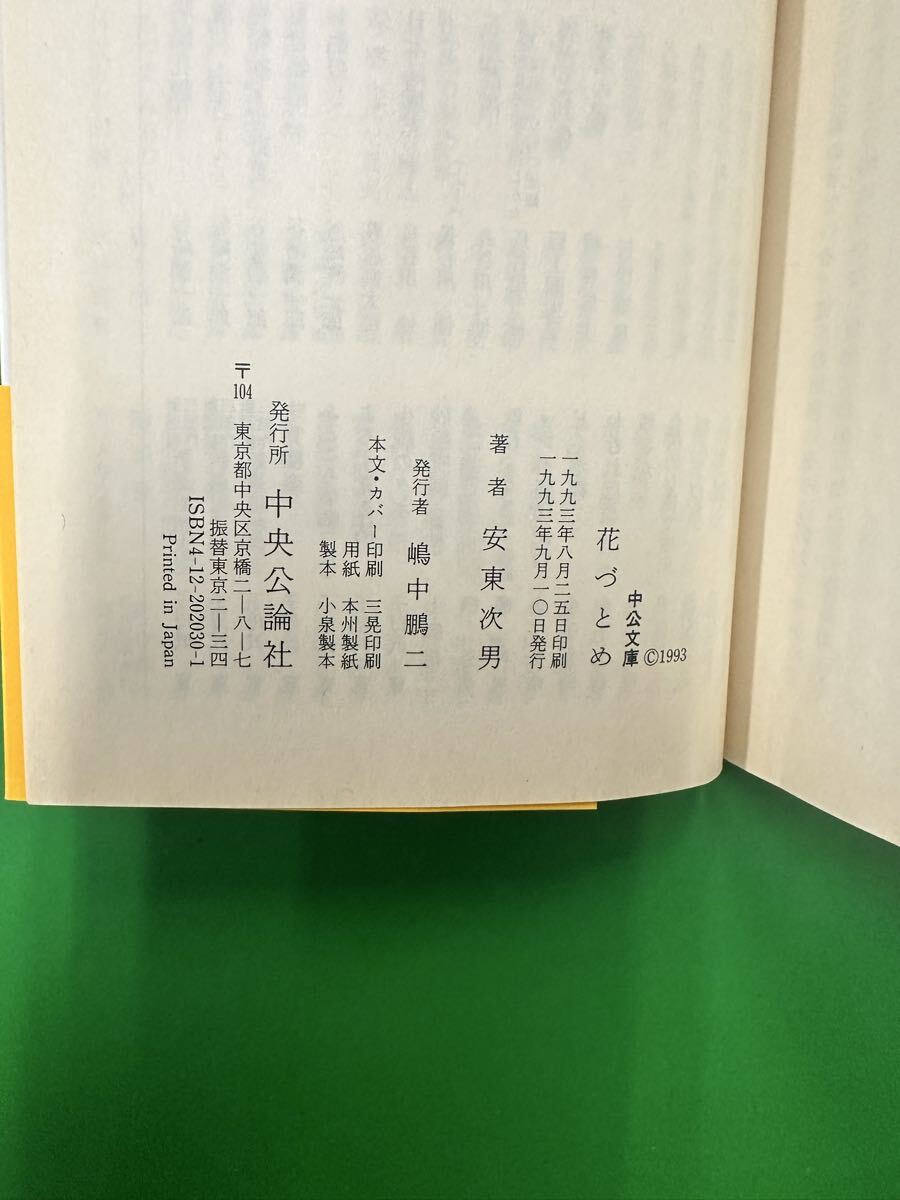 中公文庫 ©1993
花づとめ
一九九三年八月二五日印刷
一九九三年九月一〇日発行
著者 安東次男
発行者 嶋中鵬二
本文・カバー印刷 三晃印刷
用紙 本州製紙
製本 小泉製本
発行所 中央公論社
〒104 東京都中央区京橋二-八-七
振替東京二-三四
ISBN4-12-202030-1
Printed in Japan